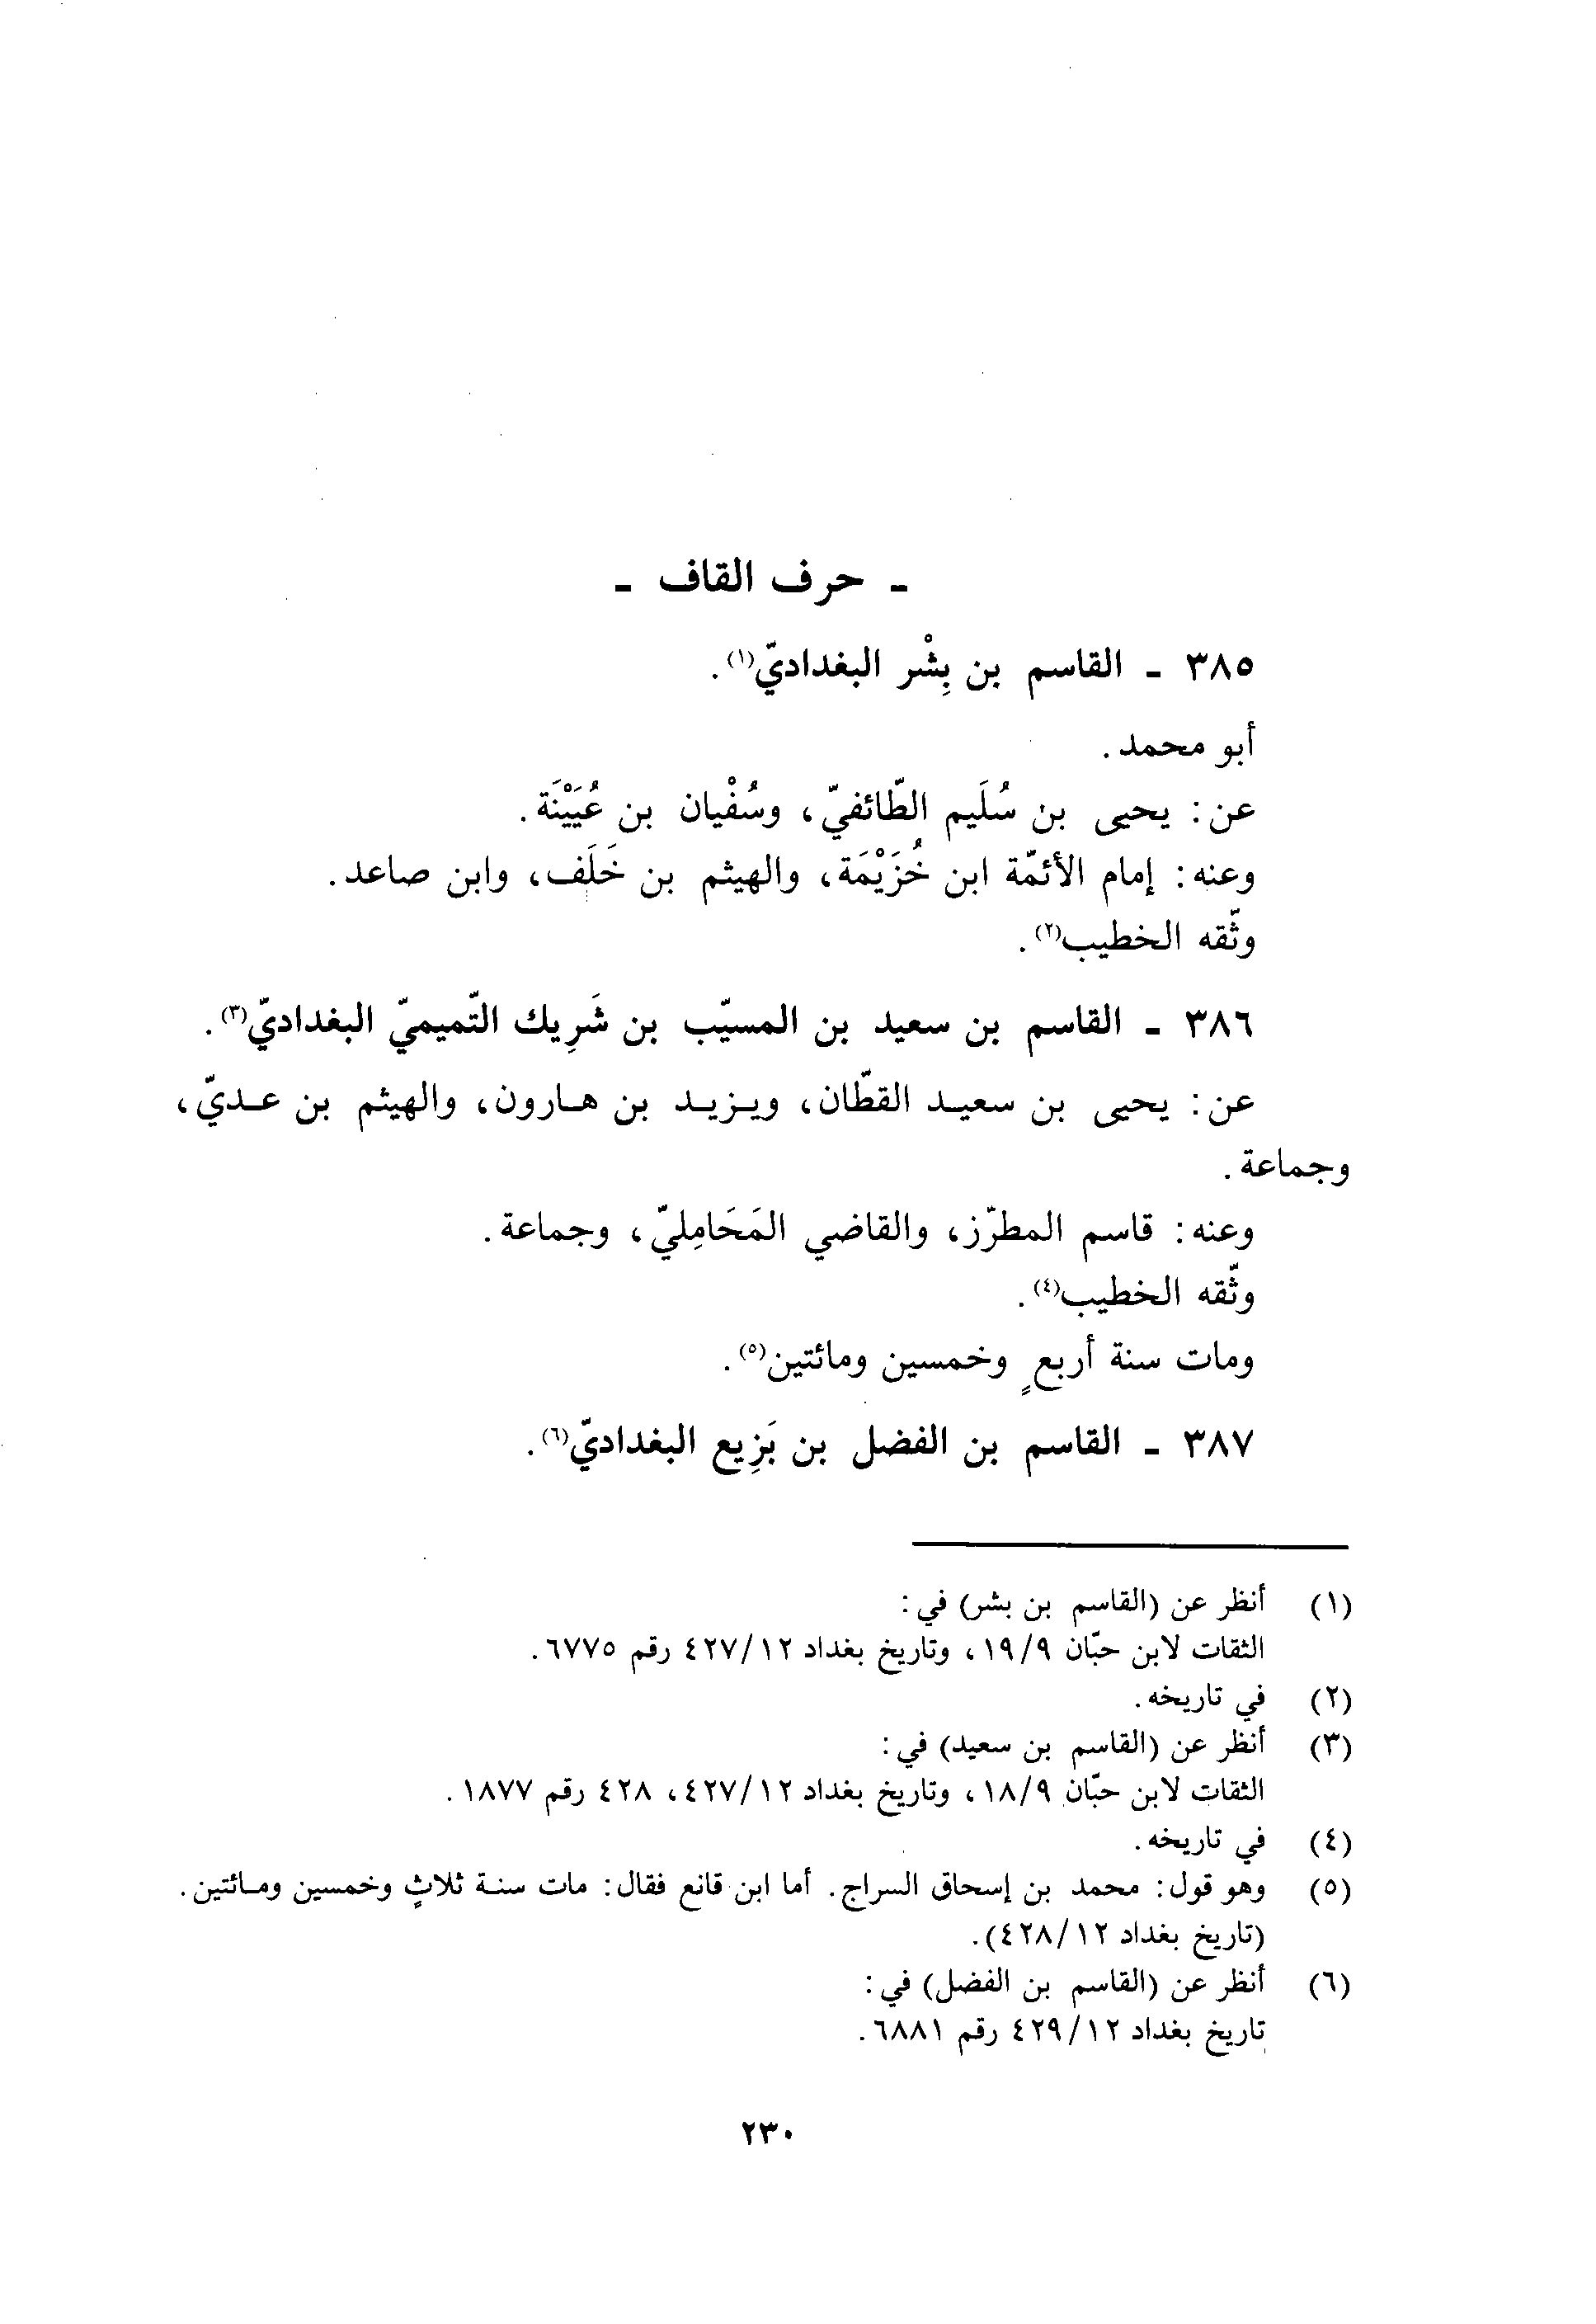 ـ حرف القاف ـ
٣٨٥ ـ القاسم بن بِشْر البغداديّ(١).
أبو محمد.
عن: يحيى بن سُلَيم الطّائفيّ، وسُفْيان بن عُيَيْنَة.
وعنه: إمام الأئمّة ابن خُزَيْمَة، والهيثم بن خَلَف، وابن صاعد.
وثّقه الخطيب(٢).
٣٨٦ ـ القاسم بن سعيد بن المسيّب بن شَرِيك التّميميّ البغداديّ(٣).
عن: يحيى بن سعيد القطّان، ويزيد بن هارون، والهيثم بن عديّ،
وجماعة.
وعنه: قاسم المطرّز، والقاضي المَحَامِليّ، وجماعة.
وثّقه الخطيب(٤).
ومات سنة أربعٍ وخمسين ومائتين(٥).
٣٨٧ ـ القاسم بن الفضل بن بَزِيع البغداديّ(٦).
(١) أنظر عن (القاسم بن بشر) في:
الثقات لابن حبّان ١٩/٩، وتاريخ بغداد ٤٢٧/١٢ رقم ٦٧٧٥.
(٢) في تاريخه.
(٣) أنظر عن (القاسم بن سعيد) في:
الثقات لابن حبّان ١٨/٩، وتاريخ بغداد ٤٢٧/١٢، ٤٢٨ رقم ١٨٧٧.
(٤) في تاريخه.
(٥) وهو قول: محمد بن إسحاق السراج. أما ابن قانع فقال: مات سنة ثلاثٍ وخمسين ومائتين.
(تاريخ بغداد ٤٢٨/١٢).
(٦) أنظر عن (القاسم بن الفضل) في:
تاريخ بغداد ٤٢٩/١٢ رقم ٦٨٨١.
٢٣٠